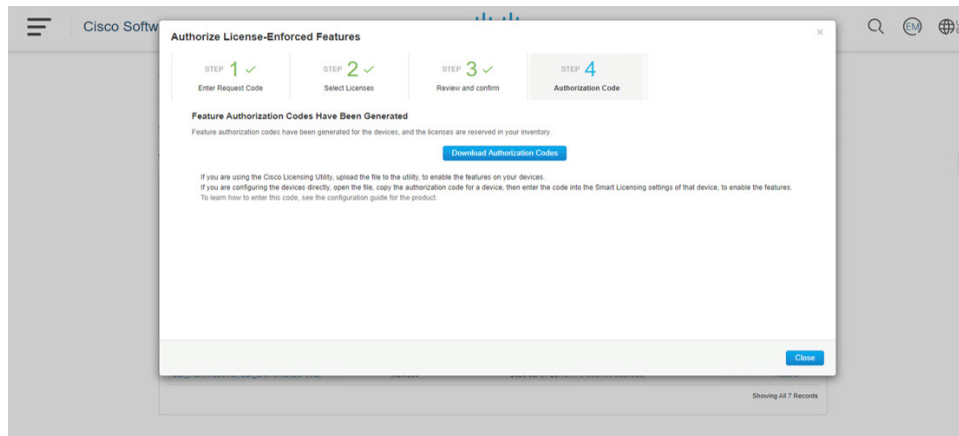 Cisco Softw
EM
Authorize License-Enforced Features
×
STEP 1 ✓
Enter Request Code
STEP 2 ✓
Select Licenses
STEP 3 ✓
Review and confirm
STEP 4
Authorization Code
Feature Authorization Codes Have Been Generated
Feature authorization codes have been generated for the devices, and the licenses are reserved in your inventory.
Download Authorization Codes
If you are using the Cisco Licensing Utility, upload the file to the utility, to enable the features on your devices.
If you are configuring the devices directly, open the file, copy the authorization code for a device, then enter the code into the Smart Licensing settings of that device, to enable the features.
To learn how to enter this code, see the configuration guide for the product.
Close
Showing All 7 Records